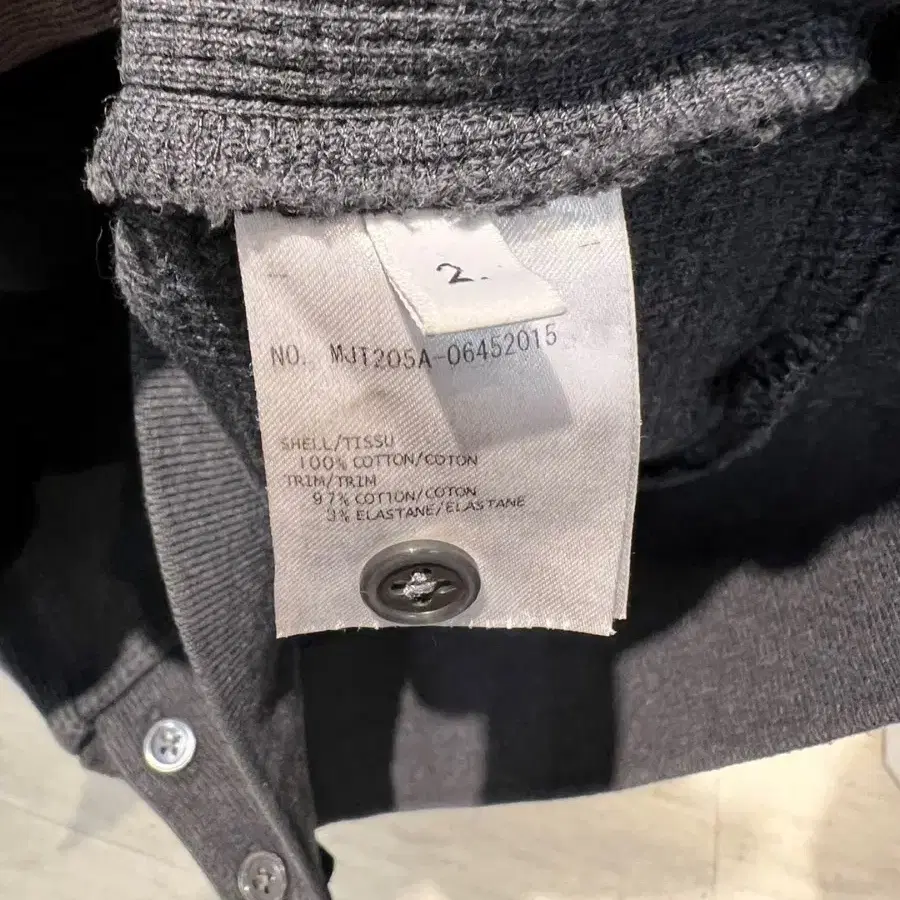 2.
NO. MJT205A-06452015
SHELL/TISSU
100% COTTON/COTON
TRIM/TRIM
97% COTTON/COTON
3% ELASTANE/ELASTANE